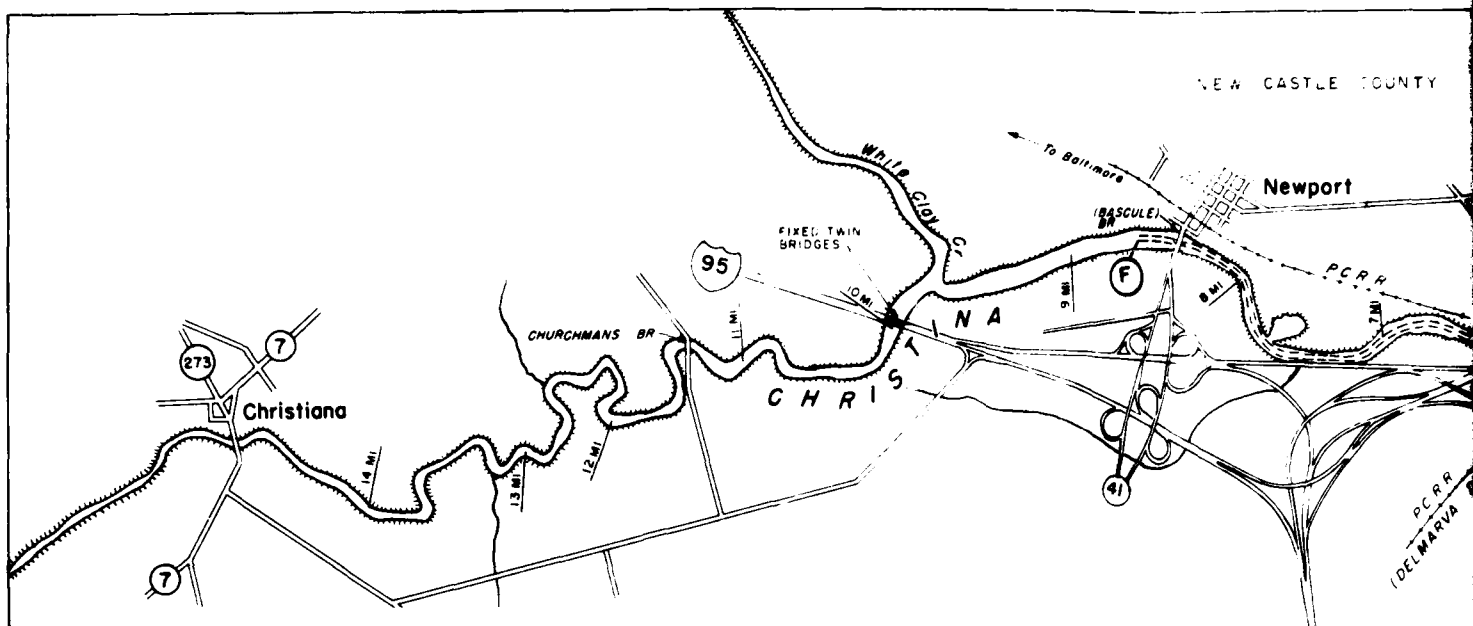 NEW CASTLE COUNTY
To Baltimore
Newport
White Clay Cr
(BASCULE)
BR
FIXED TWIN
BRIDGES
95
10 MI
9 MI
F
8 MI
P C R R
7 MI
CHURCHMANS BR
11 MI
CHRISTINA
7
273
Christiana
14 MI
13 MI
12 MI
41
7
P C R R
(DELMARVA